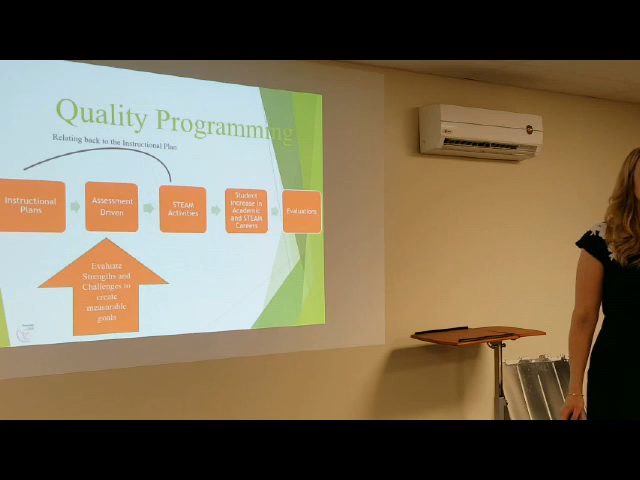 Quality Programming
Relating back to the Instructional Plan
Instructional
Plans
Assessment
Driven
STEAM
Activities
Student
Increase in
Academic
and STEAM
Careers
Evaluations
Evaluate
Strengths and
Challenges to
create
measurable
goals